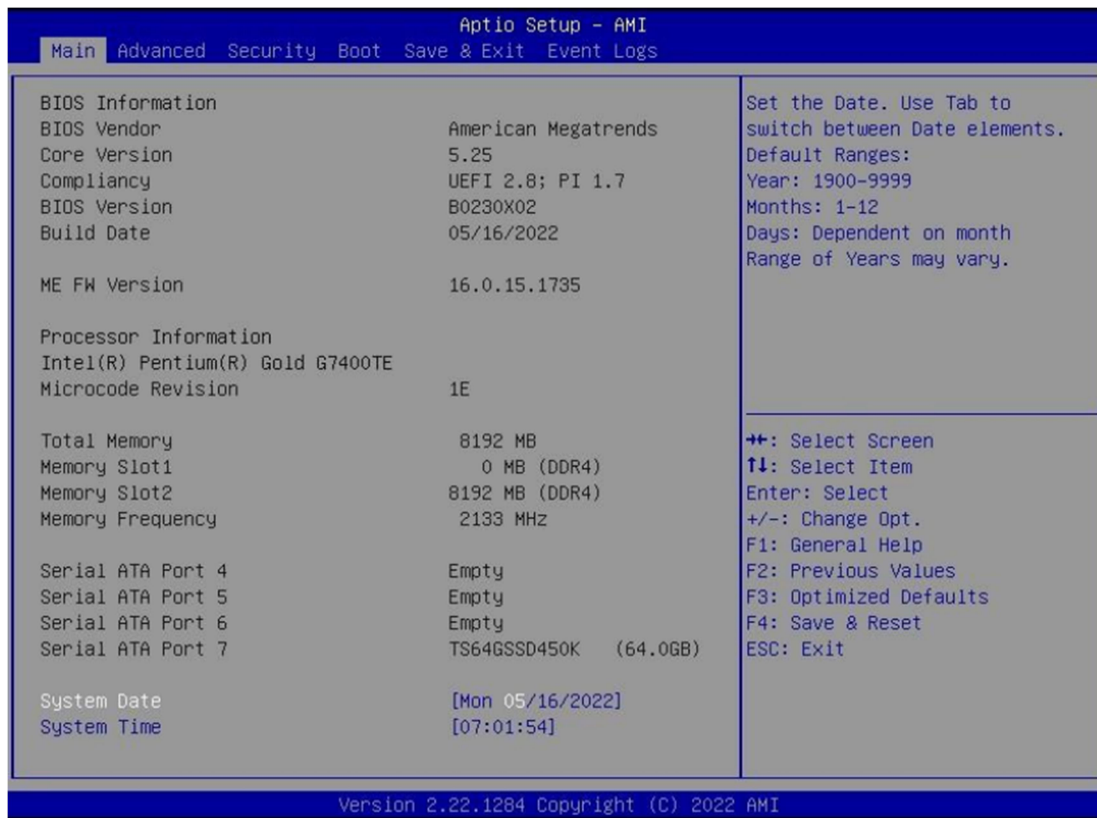 Aptio Setup - AMI
Main Advanced Security Boot Save & Exit Event Logs
BIOS Information
BIOS Vendor American Megatrends
Core Version 5.25
Compliancy UEFI 2.8; PI 1.7
BIOS Version B0230X02
Build Date 05/16/2022
ME FW Version 16.0.15.1735
Processor Information
Intel(R) Pentium(R) Gold G7400TE
Microcode Revision 1E
Total Memory 8192 MB
Memory Slot1 0 MB (DDR4)
Memory Slot2 8192 MB (DDR4)
Memory Frequency 2133 MHz
Serial ATA Port 4 Empty
Serial ATA Port 5 Empty
Serial ATA Port 6 Empty
Serial ATA Port 7 TS64GSSD450K (64.0GB)
System Date [Mon 05/16/2022]
System Time [07:01:54]
Set the Date. Use Tab to
switch between Date elements.
Default Ranges:
Year: 1900-9999
Months: 1-12
Days: Dependent on month
Range of Years may vary.
→←: Select Screen
↑↓: Select Item
Enter: Select
+/-: Change Opt.
F1: General Help
F2: Previous Values
F3: Optimized Defaults
F4: Save & Reset
ESC: Exit
Version 2.22.1284 Copyright (C) 2022 AMI